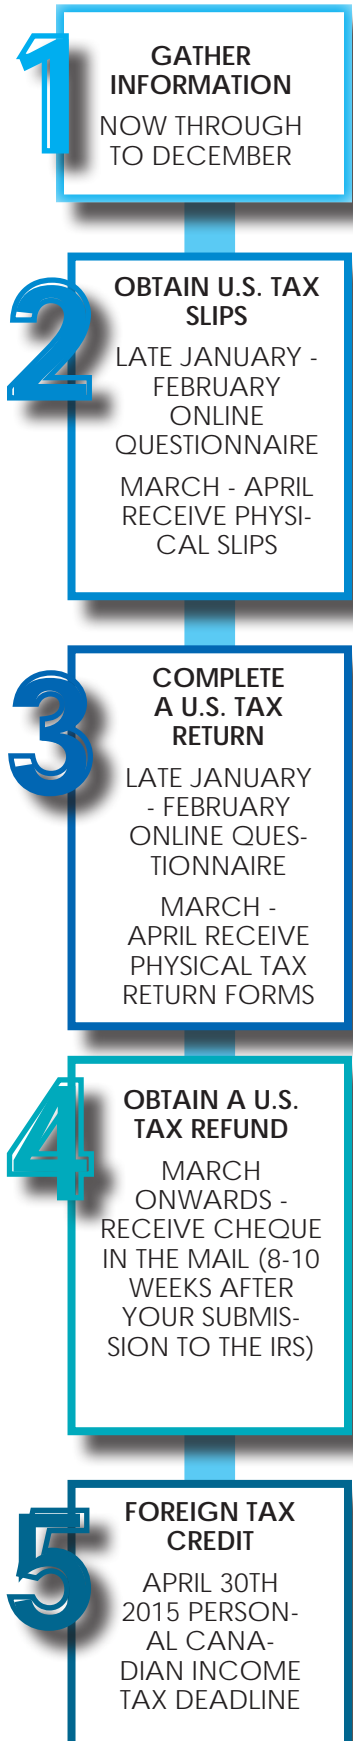 1
GATHER
INFORMATION
NOW THROUGH
TO DECEMBER
2
OBTAIN U.S. TAX
SLIPS
LATE JANUARY -
FEBRUARY
ONLINE
QUESTIONNAIRE
MARCH - APRIL
RECEIVE PHYSI-
CAL SLIPS
3
COMPLETE
A U.S. TAX
RETURN
LATE JANUARY
- FEBRUARY
ONLINE QUES-
TIONNAIRE
MARCH -
APRIL RECEIVE
PHYSICAL TAX
RETURN FORMS
4
OBTAIN A U.S.
TAX REFUND
MARCH
ONWARDS -
RECEIVE CHEQUE
IN THE MAIL (8-10
WEEKS AFTER
YOUR SUBMIS-
SION TO THE IRS)
5
FOREIGN TAX
CREDIT
APRIL 30TH
2015 PERSON-
AL CANA-
DIAN INCOME
TAX DEADLINE